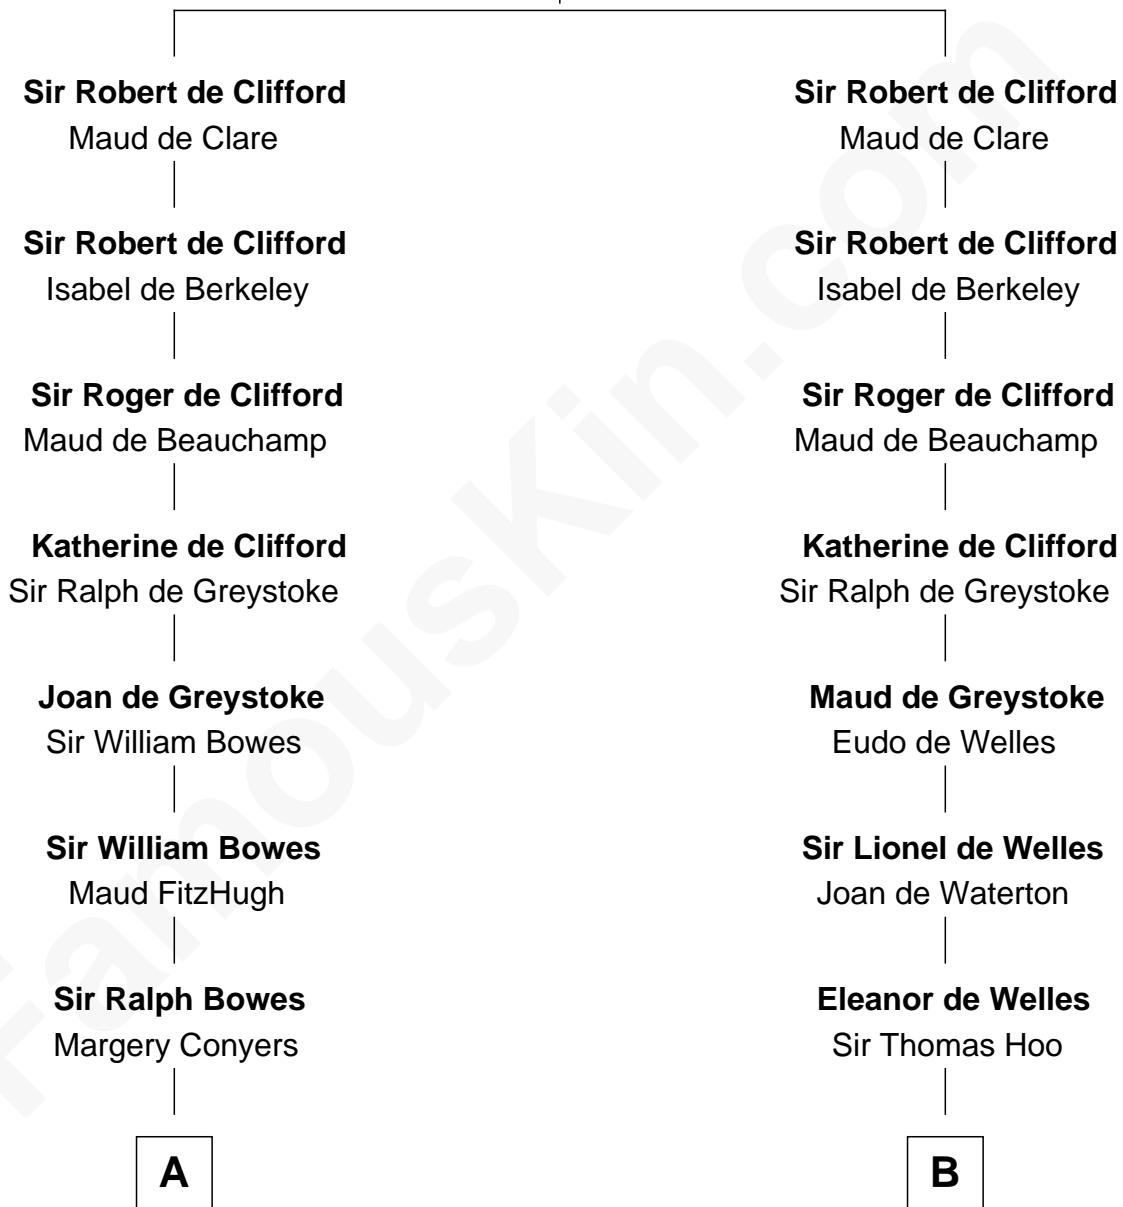 Sir Robert de Clifford
Maud de Clare
Sir Robert de Clifford
Isabel de Berkeley
Sir Roger de Clifford
Maud de Beauchamp
Katherine de Clifford
Sir Ralph de Greystoke
Joan de Greystoke
Sir William Bowes
Sir William Bowes
Maud FitzHugh
Sir Ralph Bowes
Margery Conyers
A
Sir Robert de Clifford
Maud de Clare
Sir Robert de Clifford
Isabel de Berkeley
Sir Roger de Clifford
Maud de Beauchamp
Katherine de Clifford
Sir Ralph de Greystoke
Maud de Greystoke
Eudo de Welles
Sir Lionel de Welles
Joan de Waterton
Eleanor de Welles
Sir Thomas Hoo
B
FamousKin.com